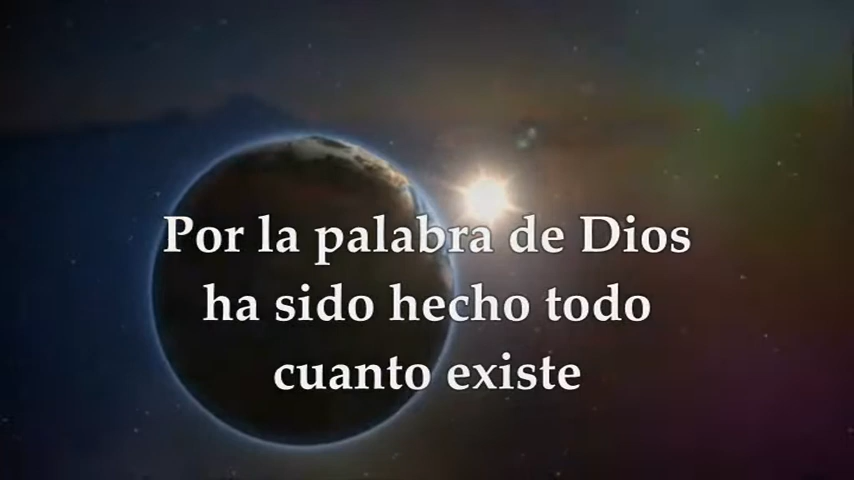 Por la palabra de Dios
ha sido hecho todo
cuanto existe